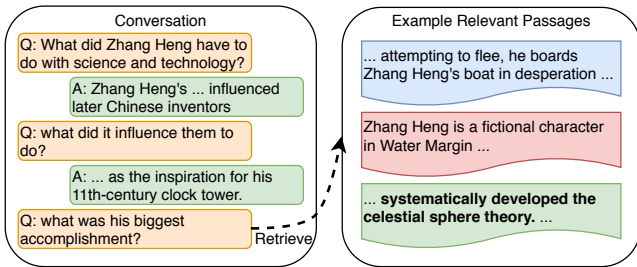 Conversation
Q: What did Zhang Heng have to
do with science and technology?
A: Zhang Heng's ... influenced
later Chinese inventors
Q: what did it influence them to
do?
A: ... as the inspiration for his
11th-century clock tower.
Q: what was his biggest
accomplishment?
Retrieve
Example Relevant Passages
... attempting to flee, he boards
Zhang Heng's boat in desperation ...
Zhang Heng is a fictional character
in Water Margin ...
... systematically developed the
celestial sphere theory. ...